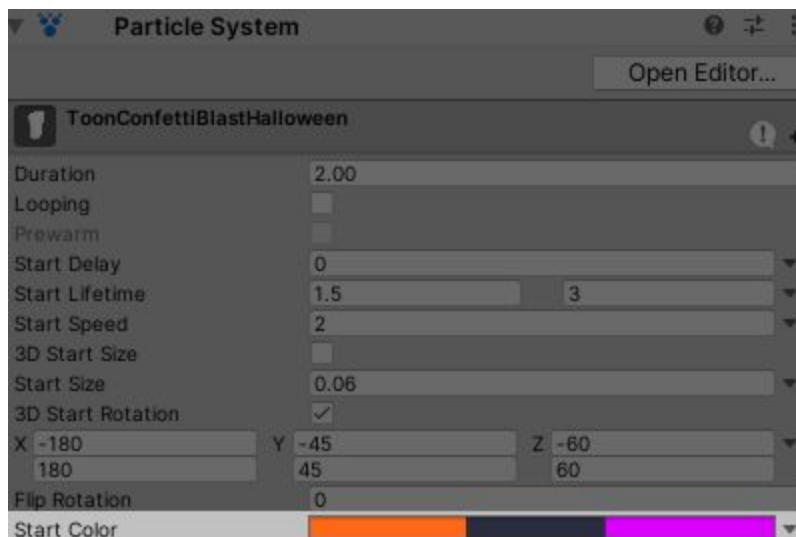 Particle System
Open Editor...
ToonConfettiBlastHalloween
Duration 2.00
Looping
Prewarm
Start Delay 0
Start Lifetime 1.5 3
Start Speed 2
3D Start Size
Start Size 0.06
3D Start Rotation
X -180 Y -45 Z -60
180 45 60
Flip Rotation 0
Start Color